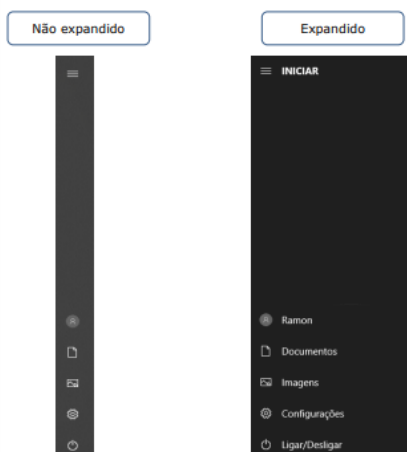 Não expandido
Expandido
INICIAR
Ramon
Documentos
Imagens
Configurações
Ligar/Desligar